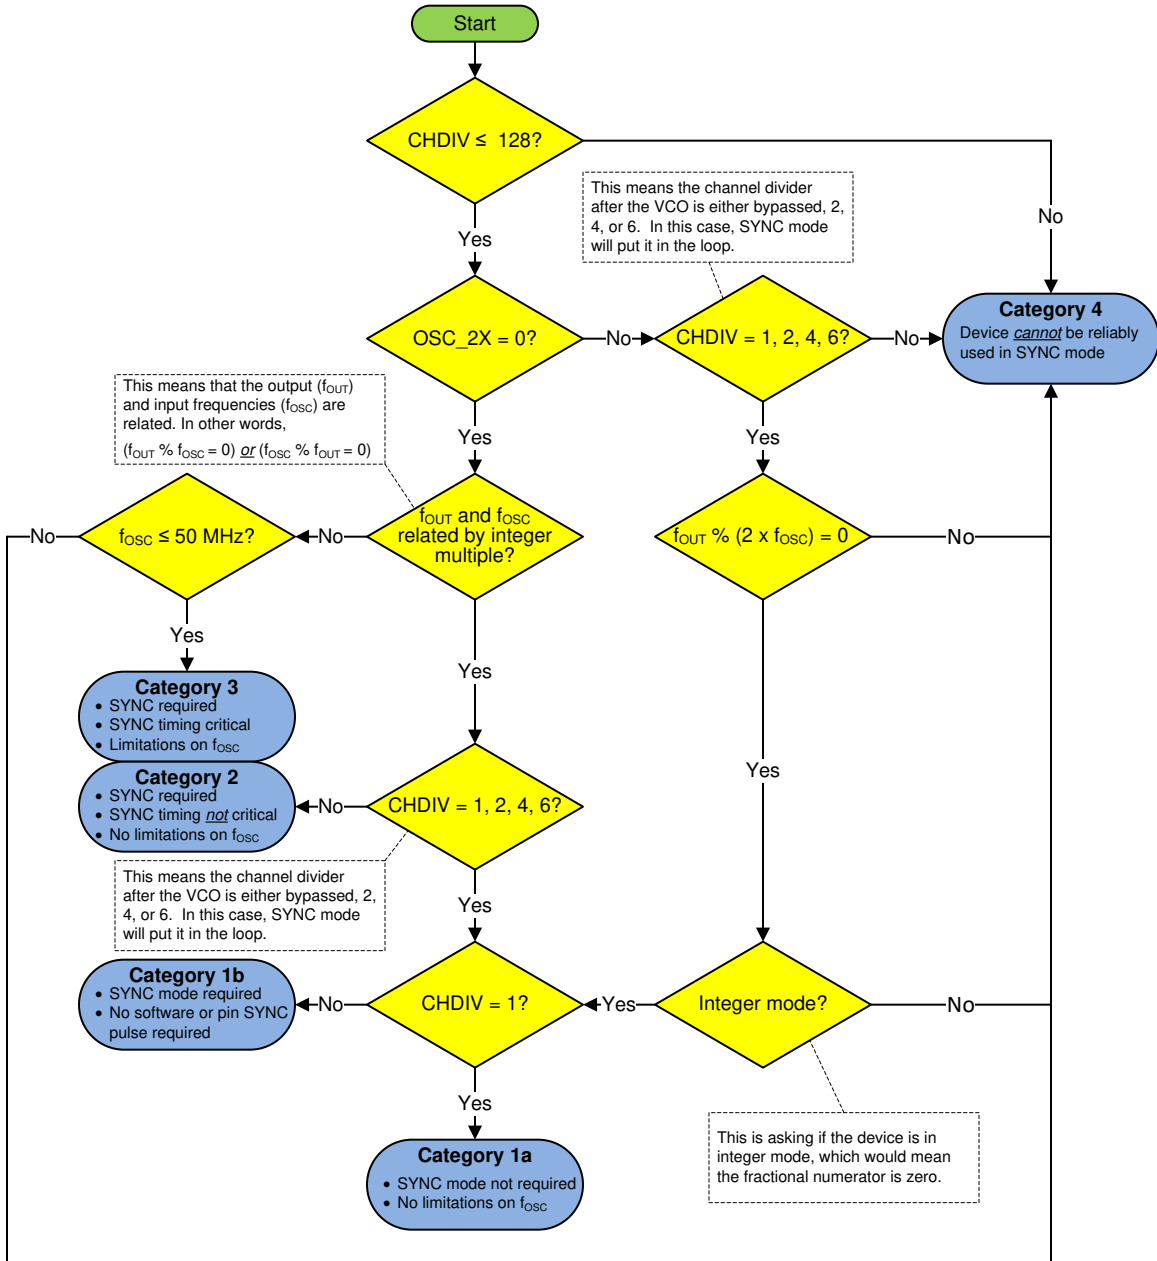 Start
CHDIV ≤ 128?
This means the channel divider
after the VCO is either bypassed, 2,
4, or 6. In this case, SYNC mode
will put it in the loop.
No
Yes
OSC_2X = 0?
No
CHDIV = 1, 2, 4, 6?
No
Category 4
Device cannot be reliably
used in SYNC mode
This means that the output (fOUT)
and input frequencies (fOSC) are
related. In other words,
(fOUT % fOSC = 0) or (fOSC % fOUT = 0)
Yes
Yes
No
fOSC ≤ 50 MHz?
No
fOUT and fOSC
related by integer
multiple?
fOUT % (2 x fOSC) = 0
No
Yes
Yes
Category 3
• SYNC required
• SYNC timing critical
• Limitations on fOSC
Category 2
• SYNC required
• SYNC timing not critical
• No limitations on fOSC
No
CHDIV = 1, 2, 4, 6?
Yes
This means the channel divider
after the VCO is either bypassed, 2,
4, or 6. In this case, SYNC mode
will put it in the loop.
Yes
Category 1b
• SYNC mode required
• No software or pin SYNC
pulse required
No
CHDIV = 1?
Yes
Integer mode?
No
Yes
This is asking if the device is in
integer mode, which would mean
the fractional numerator is zero.
Category 1a
• SYNC mode not required
• No limitations on fOSC